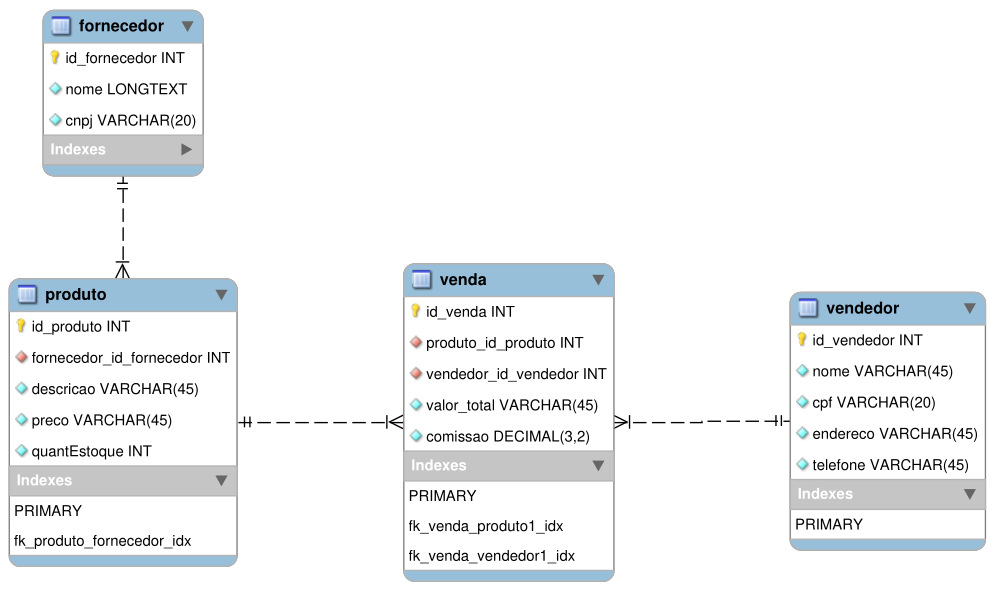 fornecedor
id_fornecedor INT
nome LONGTEXT
cnpj VARCHAR(20)
Indexes
produto
id_produto INT
fornecedor_id_fornecedor INT
descricao VARCHAR(45)
preco VARCHAR(45)
quantEstoque INT
Indexes
PRIMARY
fk_produto_fornecedor_idx
venda
id_venda INT
produto_id_produto INT
vendedor_id_vendedor INT
valor_total VARCHAR(45)
comissao DECIMAL(3,2)
Indexes
PRIMARY
fk_venda_produto1_idx
fk_venda_vendedor1_idx
vendedor
id_vendedor INT
nome VARCHAR(45)
cpf VARCHAR(20)
endereco VARCHAR(45)
telefone VARCHAR(45)
Indexes
PRIMARY